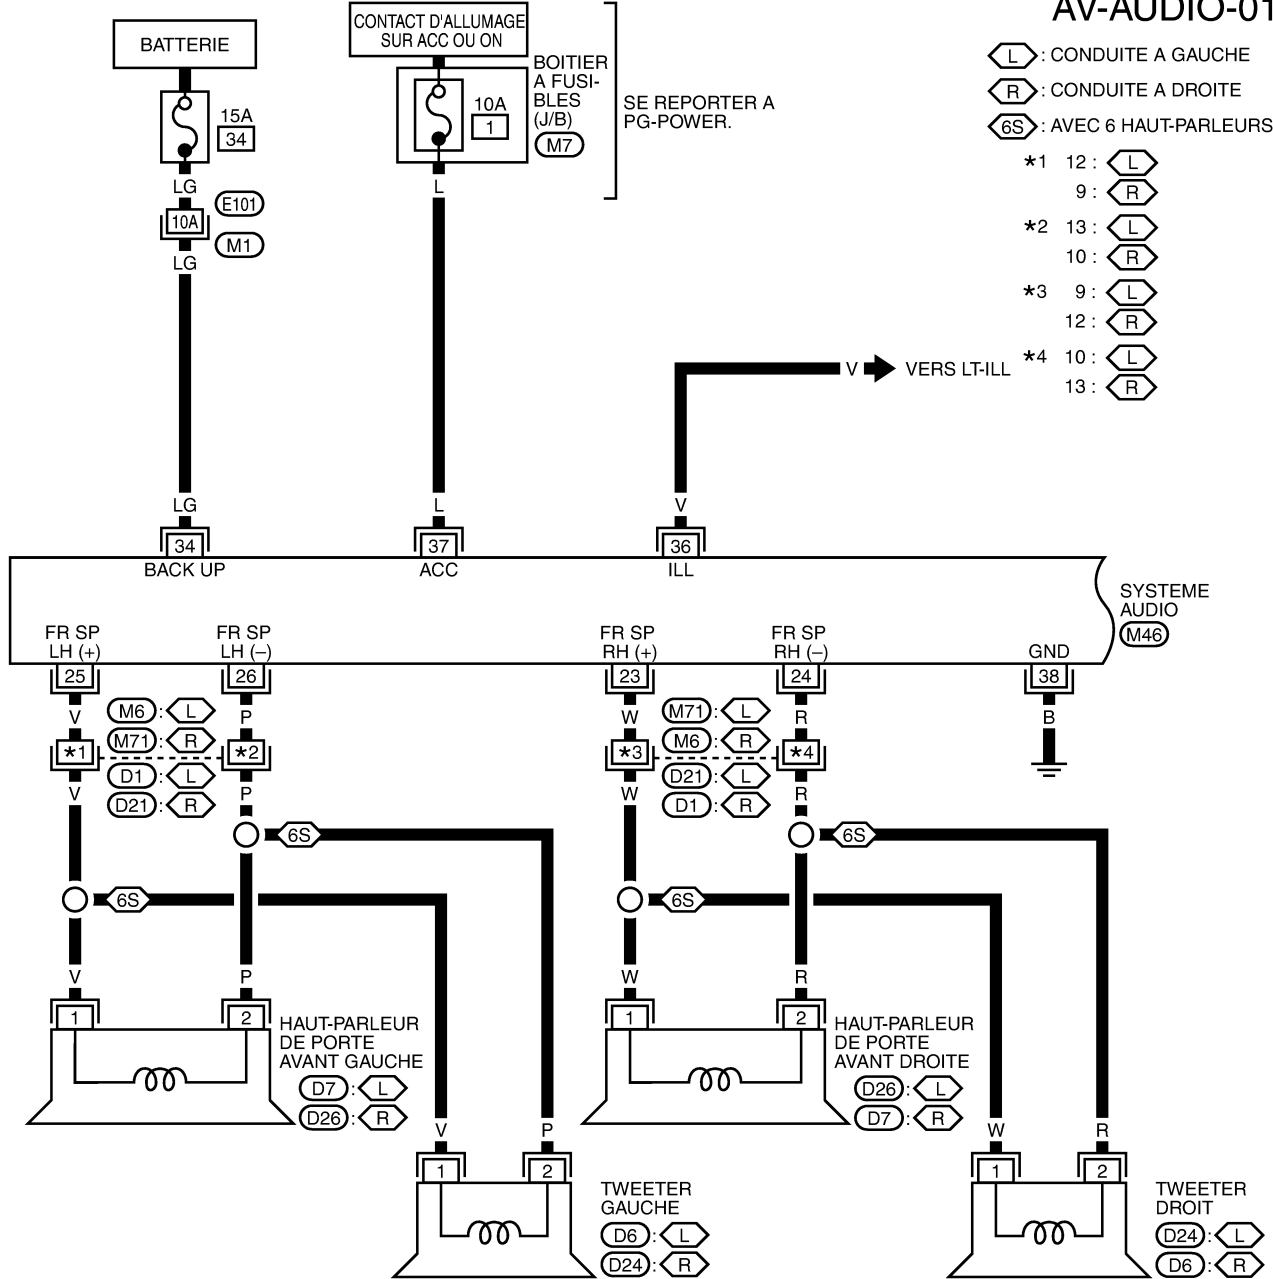 AV-AUDIO-01
BATTERIE
CONTACT D'ALLUMAGE
SUR ACC OU ON
L : CONDUITE A GAUCHE
R : CONDUITE A DROITE
6S : AVEC 6 HAUT-PARLEURS
15A
34
10A
1
BOITIER
A FUSI-
BLES
(J/B)
M7
SE REPORTER A
PG-POWER.
*1 12 : L
9 : R
*2 13 : L
10 : R
*3 9 : L
12 : R
*4 10 : L
13 : R
LG
L
10A
E101
M1
LG
V
VERS LT-ILL
LG
L
V
34
37
36
BACK UP
ACC
ILL
SYSTEME
AUDIO
M46
FR SP
LH (+)
FR SP
LH (–)
FR SP
RH (+)
FR SP
RH (–)
GND
25
26
23
24
38
V
M6 : L
P
W
M71 : L
R
B
M71 : R
M6 : R
*1
*2
*3
*4
D1 : L
D21 : L
V
D21 : R
P
W
D1 : R
R
6S
6S
6S
6S
V
P
W
R
1
2
1
2
HAUT-PARLEUR
DE PORTE
AVANT GAUCHE
D7 : L
D26 : R
HAUT-PARLEUR
DE PORTE
AVANT DROITE
D26 : L
D7 : R
V
P
W
R
1
2
1
2
TWEETER
GAUCHE
D6 : L
D24 : R
TWEETER
DROIT
D24 : L
D6 : R